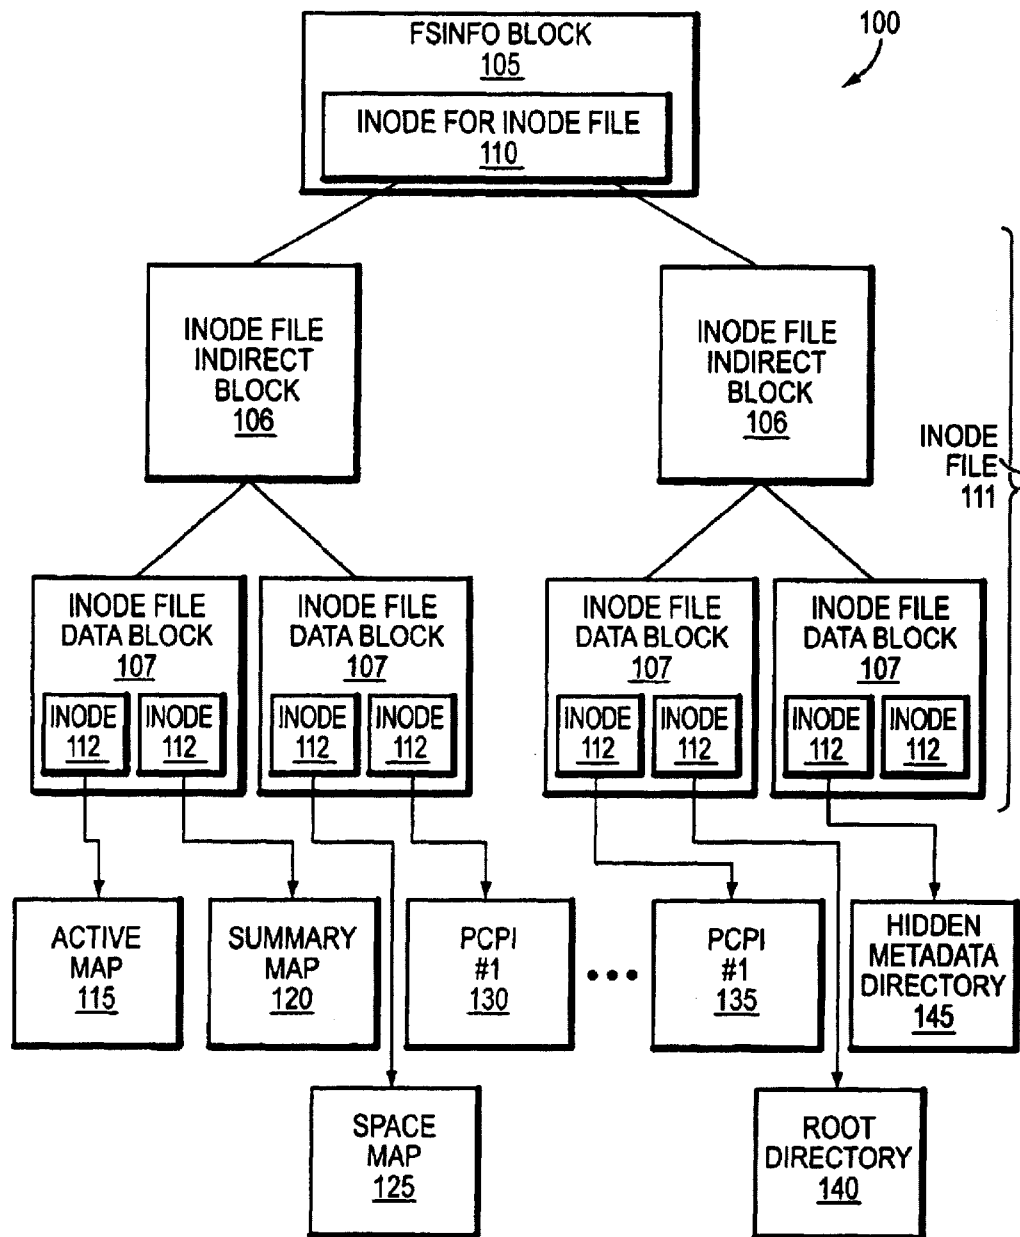 FSINFO BLOCK
105
100
INODE FOR INODE FILE
110
INODE FILE
INDIRECT
BLOCK
106
INODE FILE
INDIRECT
BLOCK
106
INODE
FILE
111
INODE FILE
DATA BLOCK
107
INODE
112
INODE
112
INODE FILE
DATA BLOCK
107
INODE
112
INODE
112
INODE FILE
DATA BLOCK
107
INODE
112
INODE
112
INODE FILE
DATA BLOCK
107
INODE
112
INODE
112
ACTIVE
MAP
115
SUMMARY
MAP
120
PCPI
#1
130
PCPI
#1
135
HIDDEN
METADATA
DIRECTORY
145
SPACE
MAP
125
ROOT
DIRECTORY
140